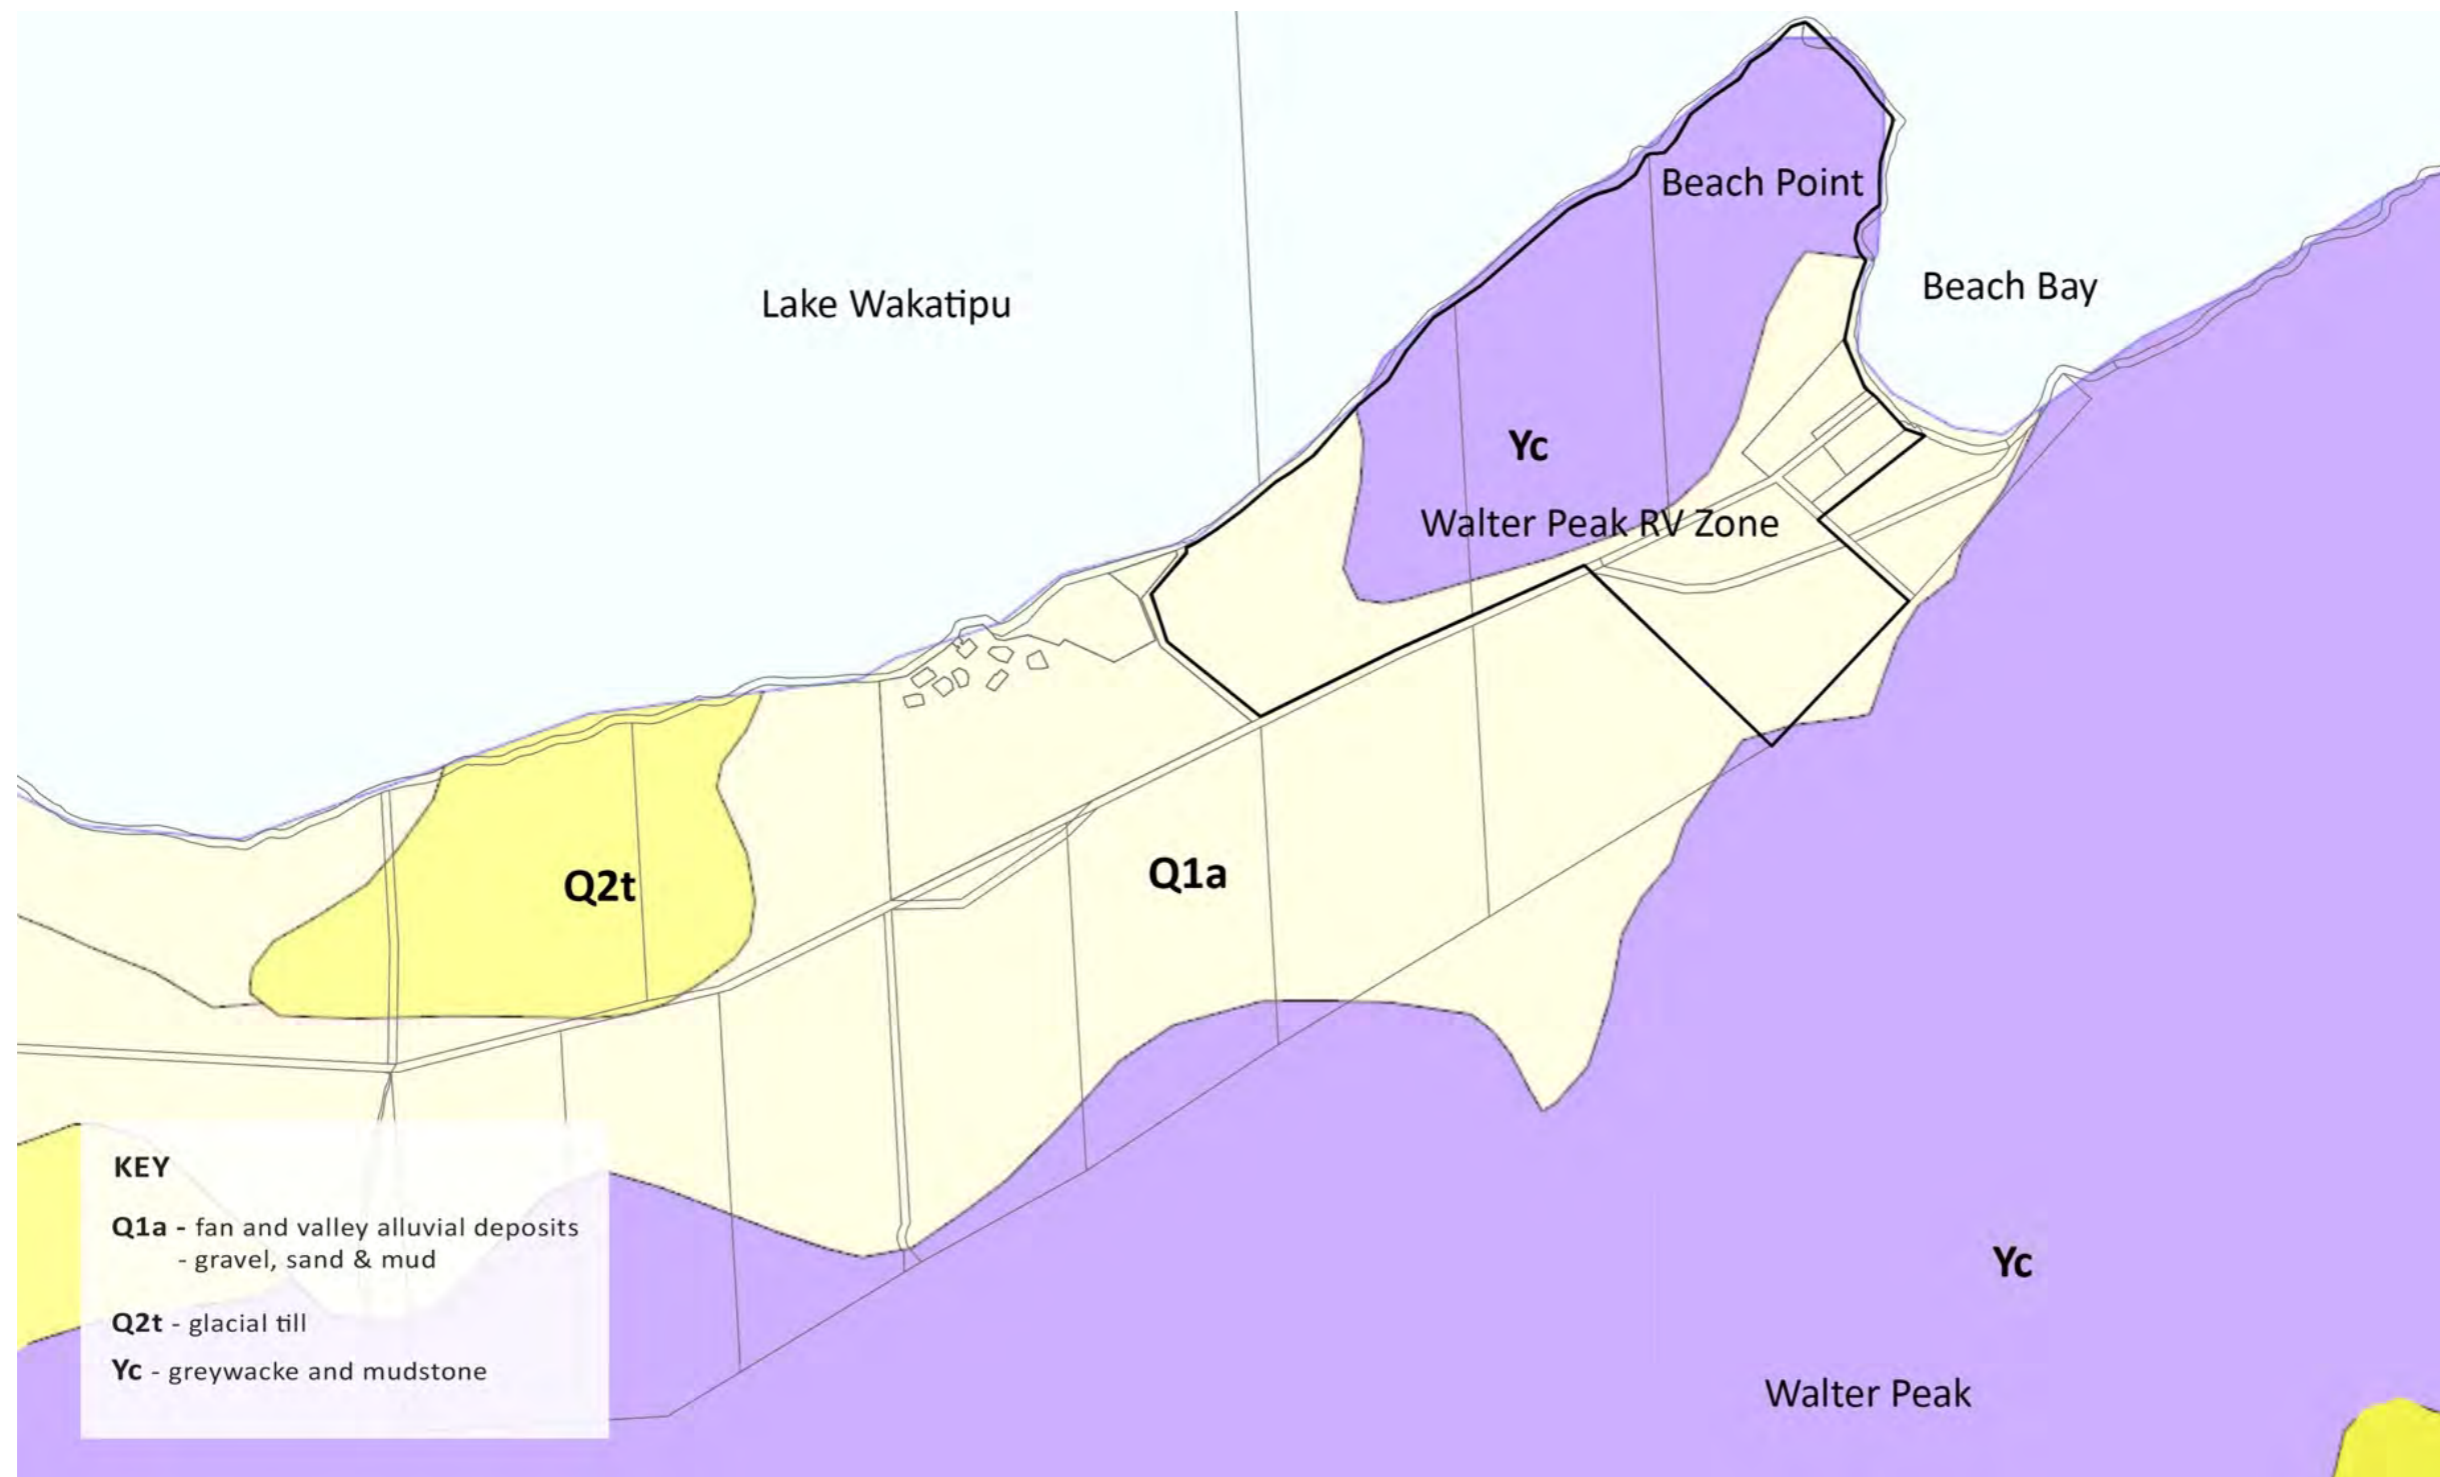 Beach Point
Beach Bay
Lake Wakatipu
Yc
Walter Peak RV Zone
Q2t
Q1a
KEY
Q1a - fan and valley alluvial deposits
- gravel, sand & mud
Q2t - glacial till
Yc - greywacke and mudstone
Yc
Walter Peak